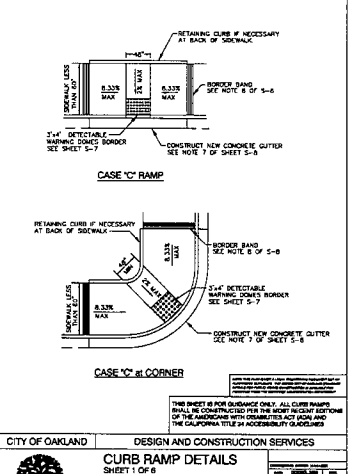 RETAINING CURB IF NECESSARY
AT BACK OF SIDEWALK
48"
SIDEWALK LESS
THAN 60"
8.33%
MAX
2% MAX
8.33%
MAX
BORDER BAND
SEE NOTE 8 OF S-6
3'x4' DETECTABLE
WARNING DOMES BORDER
SEE SHEET S-7
CONSTRUCT NEW CONCRETE GUTTER
SEE NOTE 7 OF SHEET S-6
CASE "C" RAMP
RETAINING CURB IF NECESSARY
AT BACK OF SIDEWALK
8.33%
MAX
BORDER BAND
SEE NOTE 8 OF S-6
48"
MIN
2% MAX
3'x4' DETECTABLE
WARNING DOMES BORDER
SEE SHEET S-7
SIDEWALK LESS
THAN 60"
8.33%
MAX
CONSTRUCT NEW CONCRETE GUTTER
SEE NOTE 7 OF SHEET S-6
CASE "C" at CORNER
THIS SHEET IS FOR GUIDANCE ONLY. ALL CURB RAMPS
SHALL BE CONSTRUCTED PER THE MOST RECENT EDITIONS
OF THE AMERICANS WITH DISABILITIES ACT (ADA) AND
THE CALIFORNIA TITLE 24 ACCESSIBILITY GUIDELINES
CITY OF OAKLAND
DESIGN AND CONSTRUCTION SERVICES
CURB RAMP DETAILS
SHEET 1 OF 6